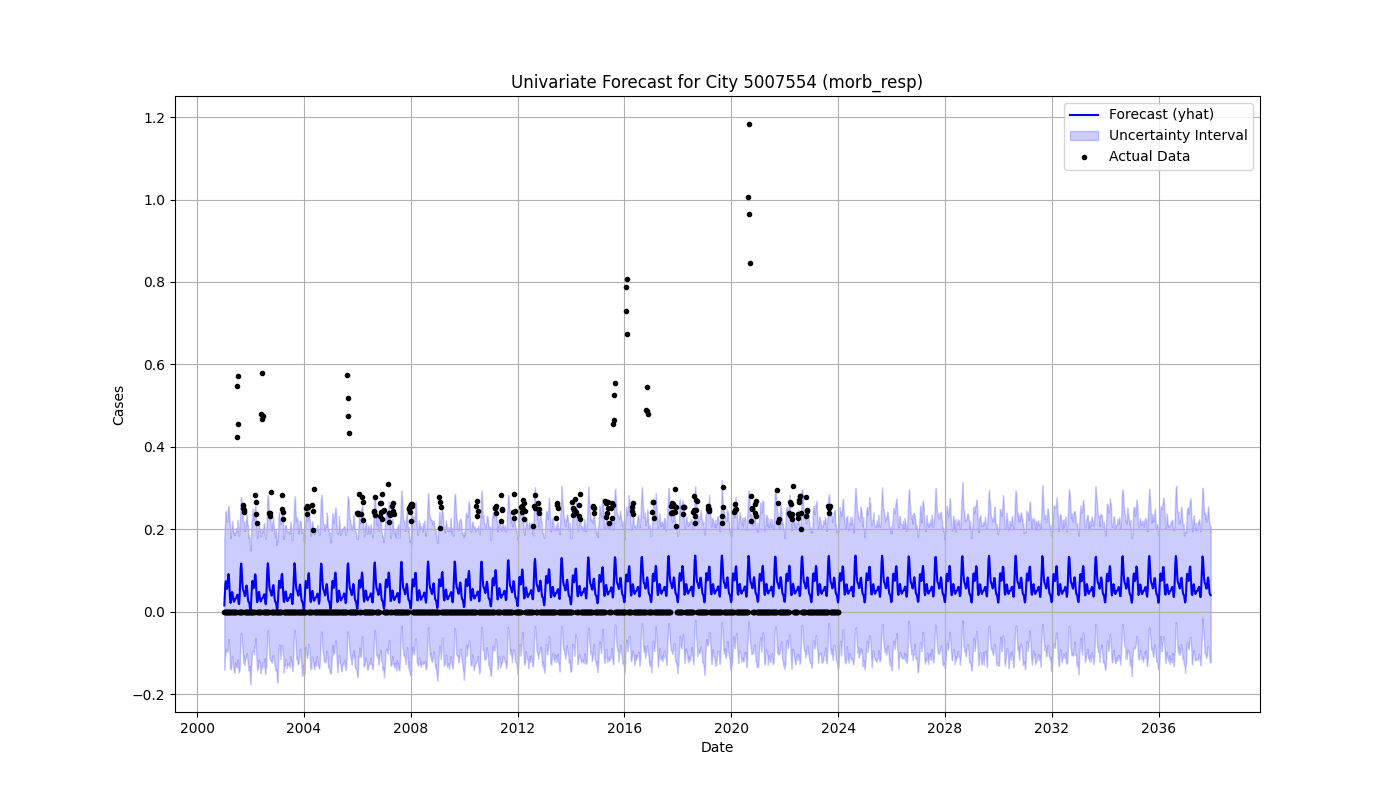 Univariate Forecast for City 5007554 (morb_resp)
Forecast (yhat)
Uncertainty Interval
Actual Data
Cases
1.2
1.0
0.8
0.6
0.4
0.2
0.0
−0.2
2000 2004 2008 2012 2016 2020 2024 2028 2032 2036
Date